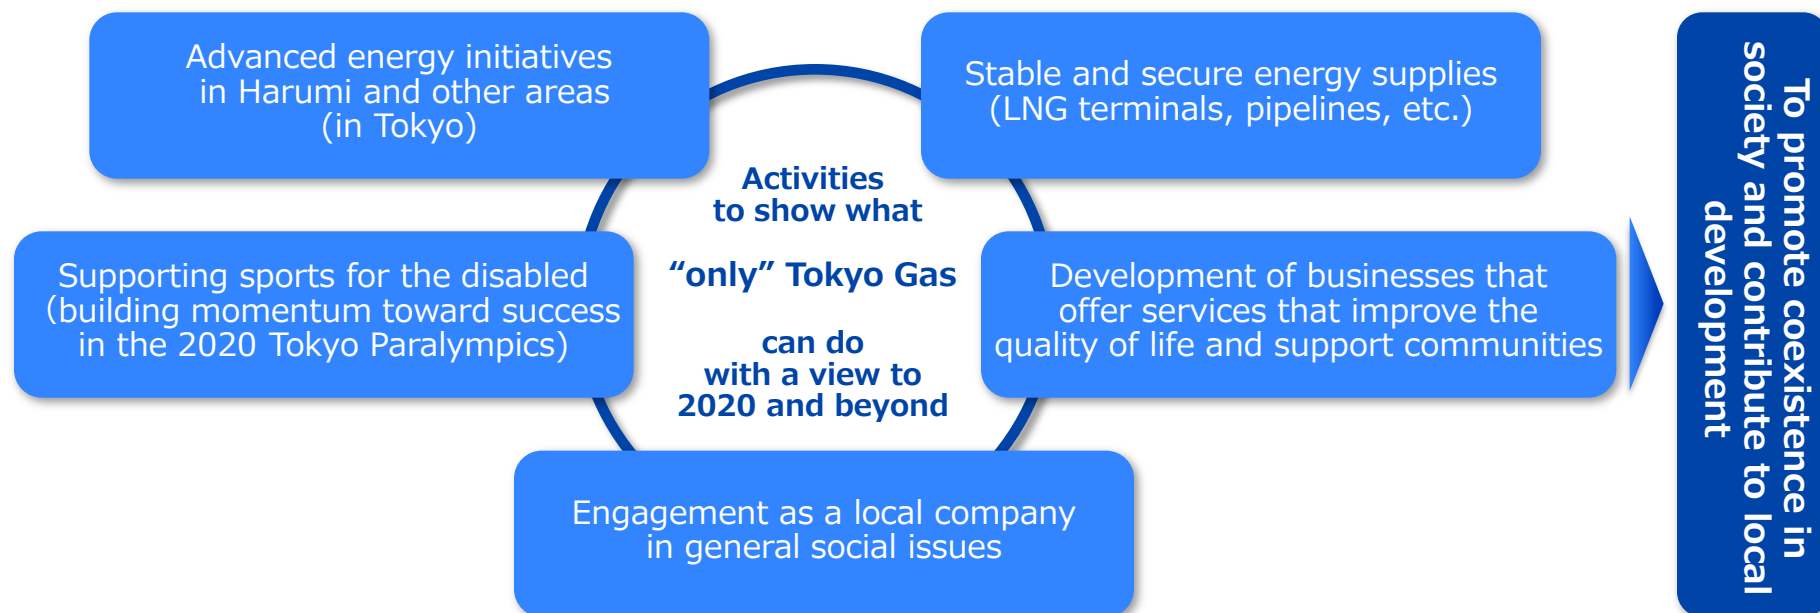 Advanced energy initiatives
in Harumi and other areas
(in Tokyo)
Stable and secure energy supplies
(LNG terminals, pipelines, etc.)
Activities
to show what
“only” Tokyo Gas
can do
with a view to
2020 and beyond
Supporting sports for the disabled
(building momentum toward success
in the 2020 Tokyo Paralympics)
Development of businesses that
offer services that improve the
quality of life and support communities
Engagement as a local company
in general social issues
To promote coexistence in
society and contribute to local
development